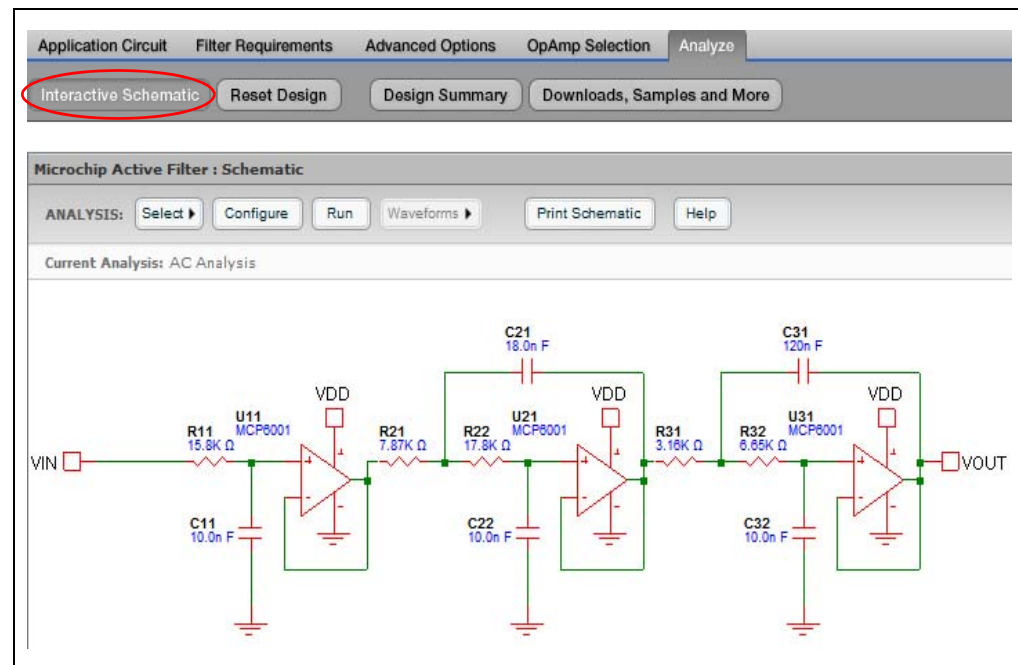 Application Circuit Filter Requirements Advanced Options OpAmp Selection Analyze
Interactive Schematic Reset Design Design Summary Downloads, Samples and More
Microchip Active Filter : Schematic
ANALYSIS: Select Configure Run Waveforms Print Schematic Help
Current Analysis: AC Analysis
C21
18.0n F
C31
120n F
VDD
VDD
VDD
R11
15.8K Ω
U11
MCP6001
R21
7.87K Ω
R22
17.8K Ω
U21
MCP6001
R31
3.16K Ω
R32
6.65K Ω
U31
MCP6001
VIN
VOUT
C11
10.0n F
C22
10.0n F
C32
10.0n F